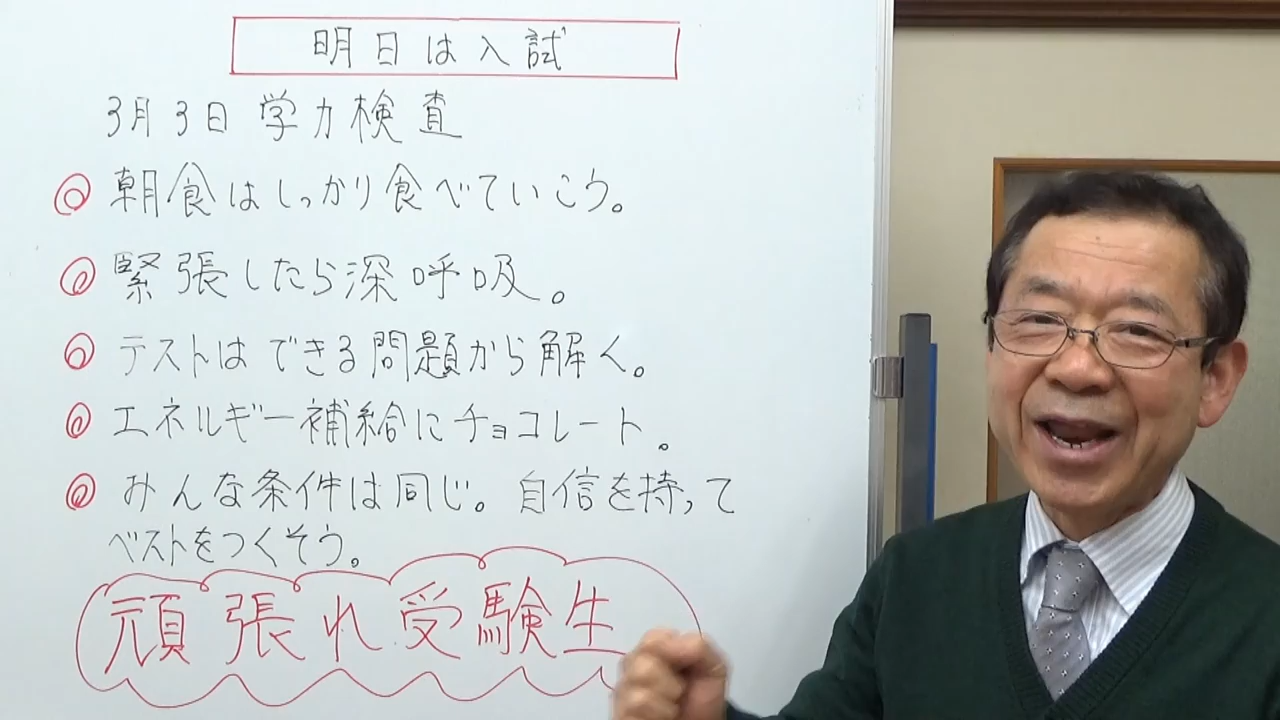 明日は入試
3月3日 学力検査
◎ 朝食はしっかり食べていこう。
◎ 緊張したら深呼吸。
◎ テストはできる問題から解く。
◎ エネルギー補給にチョコレート。
◎ みんな条件は同じ。自信を持って
ベストをつくそう。
頑張れ受験生